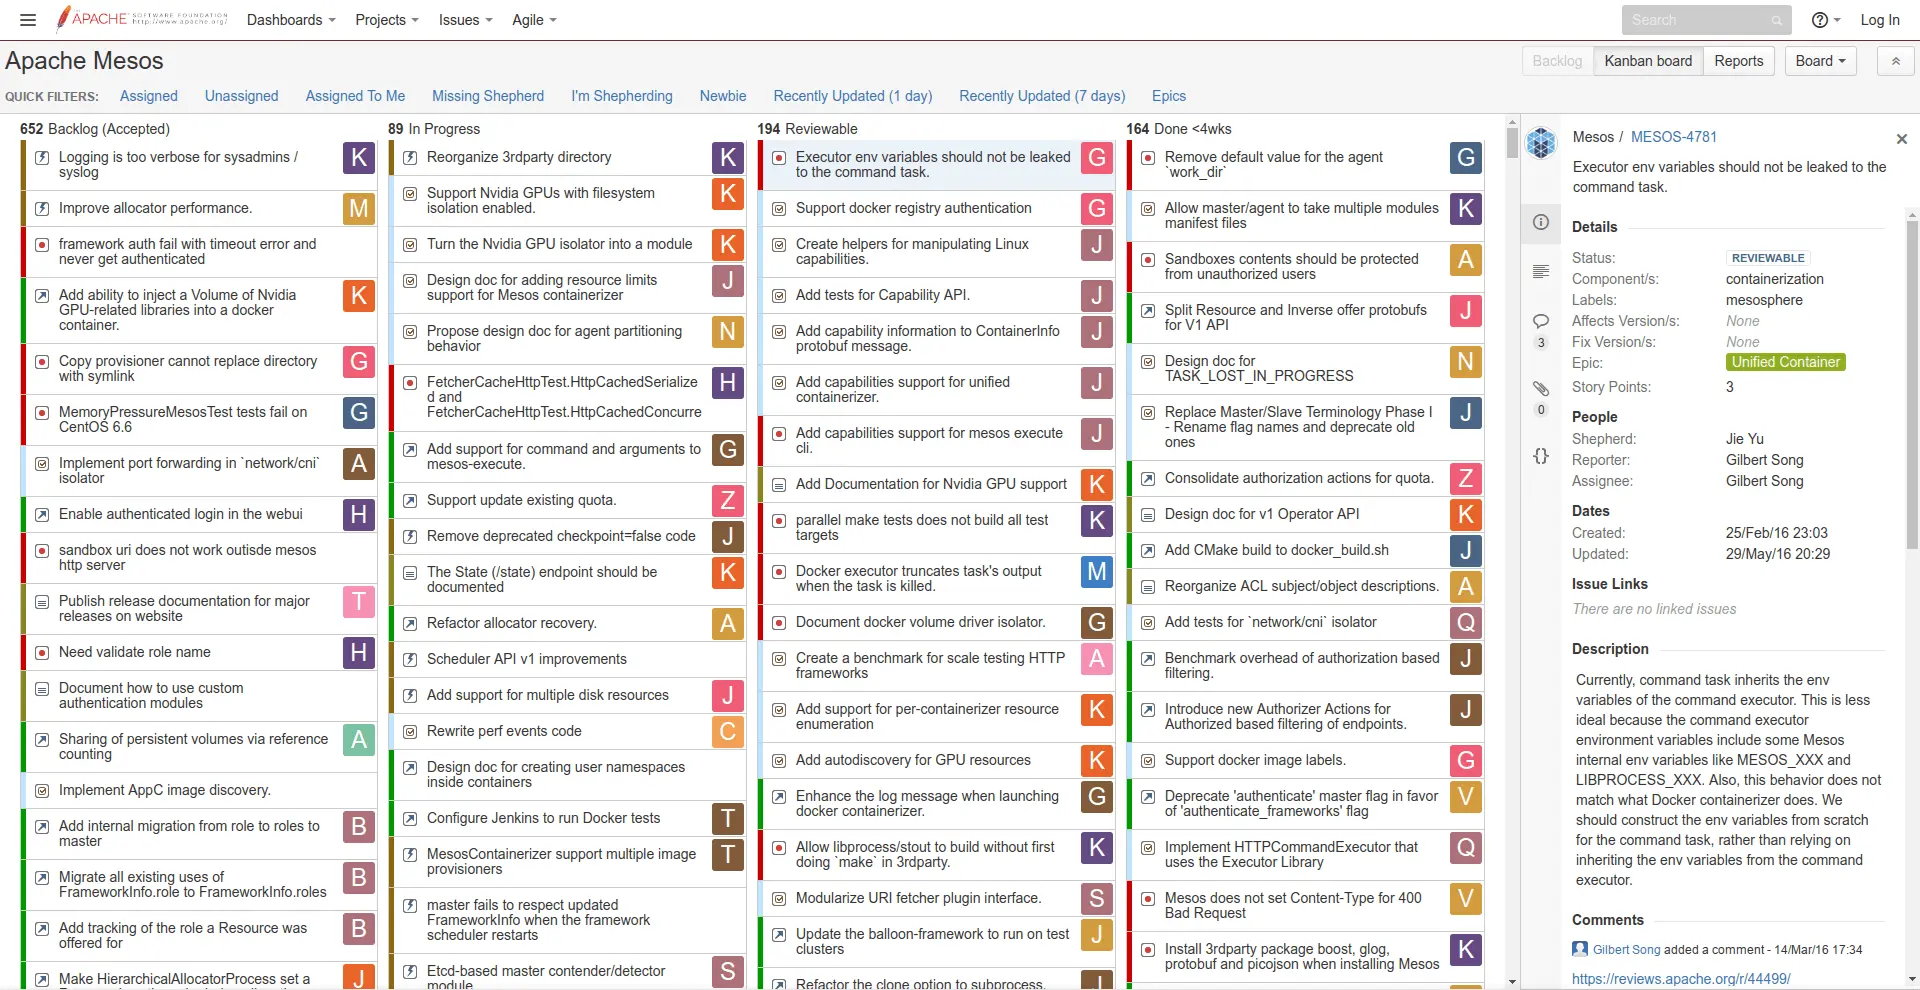 APACHE SOFTWARE FOUNDATION
http://www.apache.org/
Dashboards Projects Issues Agile
Search
Log In
Apache Mesos
Backlog Kanban board Reports Board
QUICK FILTERS: Assigned Unassigned Assigned To Me Missing Shepherd I'm Shepherding Newbie Recently Updated (1 day) Recently Updated (7 days) Epics
652 Backlog (Accepted)
Logging is too verbose for sysadmins /
syslog
K
Improve allocator performance.
M
framework auth fail with timeout error and
never get authenticated
Add ability to inject a Volume of Nvidia
GPU-related libraries into a docker
container.
K
Copy provisioner cannot replace directory
with symlink
G
MemoryPressureMesosTest tests fail on
CentOS 6.6
G
Implement port forwarding in `network/cni`
isolator
A
Enable authenticated login in the webui
H
sandbox uri does not work outisde mesos
http server
Publish release documentation for major
releases on website
T
Need validate role name
H
Document how to use custom
authentication modules
Sharing of persistent volumes via reference
counting
A
Implement AppC image discovery.
Add internal migration from role to roles to
master
B
Migrate all existing uses of
FrameworkInfo.role to FrameworkInfo.roles
B
Add tracking of the role a Resource was
offered for
B
Make HierarchicalAllocatorProcess set a
J
89 In Progress
Reorganize 3rdparty directory
K
Support Nvidia GPUs with filesystem
isolation enabled.
K
Turn the Nvidia GPU isolator into a module
K
Design doc for adding resource limits
support for Mesos containerizer
J
Propose design doc for agent partitioning
behavior
N
FetcherCacheHttpTest.HttpCachedSerialize
d and
FetcherCacheHttpTest.HttpCachedConcurre
H
Add support for command and arguments to
mesos-execute.
G
Support update existing quota.
Z
Remove deprecated checkpoint=false code
J
The State (/state) endpoint should be
documented
K
Refactor allocator recovery.
A
Scheduler API v1 improvements
Add support for multiple disk resources
J
Rewrite perf events code
C
Design doc for creating user namespaces
inside containers
Configure Jenkins to run Docker tests
T
MesosContainerizer support multiple image
provisioners
T
master fails to respect updated
FrameworkInfo when the framework
scheduler restarts
Etcd-based master contender/detector
module
S
194 Reviewable
Executor env variables should not be leaked
to the command task.
G
Support docker registry authentication
G
Create helpers for manipulating Linux
capabilities.
J
Add tests for Capability API.
J
Add capability information to ContainerInfo
protobuf message.
J
Add capabilities support for unified
containerizer.
J
Add capabilities support for mesos execute
cli.
J
Add Documentation for Nvidia GPU support
K
parallel make tests does not build all test
targets
K
Docker executor truncates task's output
when the task is killed.
M
Document docker volume driver isolator.
G
Create a benchmark for scale testing HTTP
frameworks
A
Add support for per-containerizer resource
enumeration
K
Add autodiscovery for GPU resources
K
Enhance the log message when launching
docker containerizer.
G
Allow libprocess/stout to build without first
doing `make` in 3rdparty.
K
Modularize URI fetcher plugin interface.
S
Update the balloon-framework to run on test
clusters
J
Refactor the clone option to subprocess.
J
164 Done <4wks
Remove default value for the agent
`work_dir`
G
Allow master/agent to take multiple modules
manifest files
K
Sandboxes contents should be protected
from unauthorized users
A
Split Resource and Inverse offer protobufs
for V1 API
J
Design doc for
TASK_LOST_IN_PROGRESS
N
Replace Master/Slave Terminology Phase I
- Rename flag names and deprecate old
ones
J
Consolidate authorization actions for quota.
Z
Design doc for v1 Operator API
K
Add CMake build to docker_build.sh
J
Reorganize ACL subject/object descriptions.
A
Add tests for `network/cni` isolator
Q
Benchmark overhead of authorization based
filtering.
J
Introduce new Authorizer Actions for
Authorized based filtering of endpoints.
J
Support docker image labels.
G
Deprecate 'authenticate' master flag in favor
of 'authenticate_frameworks' flag
V
Implement HTTPCommandExecutor that
uses the Executor Library
Q
Mesos does not set Content-Type for 400
Bad Request
V
Install 3rdparty package boost, glog,
protobuf and picojson when installing Mesos
K
3
0
Mesos / MESOS-4781
Executor env variables should not be leaked to the
command task.
Details
Status: REVIEWABLE
Component/s: containerization
Labels: mesosphere
Affects Version/s: None
Fix Version/s: None
Epic: Unified Container
Story Points: 3
People
Shepherd: Jie Yu
Reporter: Gilbert Song
Assignee: Gilbert Song
Dates
Created: 25/Feb/16 23:03
Updated: 29/May/16 20:29
Issue Links
There are no linked issues
Description
Currently, command task inherits the env
variables of the command executor. This is less
ideal because the command executor
environment variables include some Mesos
internal env variables like MESOS_XXX and
LIBPROCESS_XXX. Also, this behavior does not
match what Docker containerizer does. We
should construct the env variables from scratch
for the command task, rather than relying on
inheriting the env variables from the command
executor.
Comments
Gilbert Song added a comment - 14/Mar/16 17:34
https://reviews.apache.org/r/44499/